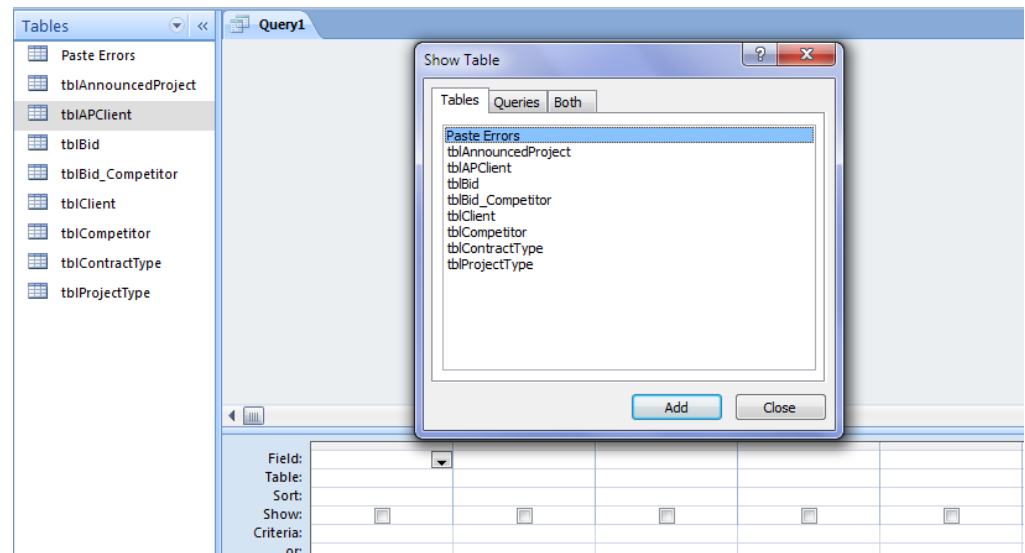 Tables
Paste Errors
tblAnnouncedProject
tblAPClient
tblBid
tblBid_Competitor
tblClient
tblCompetitor
tblContractType
tblProjectType
Query1
Show Table
Tables Queries Both
Paste Errors
tblAnnouncedProject
tblAPClient
tblBid
tblBid_Competitor
tblClient
tblCompetitor
tblContractType
tblProjectType
Add Close
Field:
Table:
Sort:
Show:
Criteria:
or: